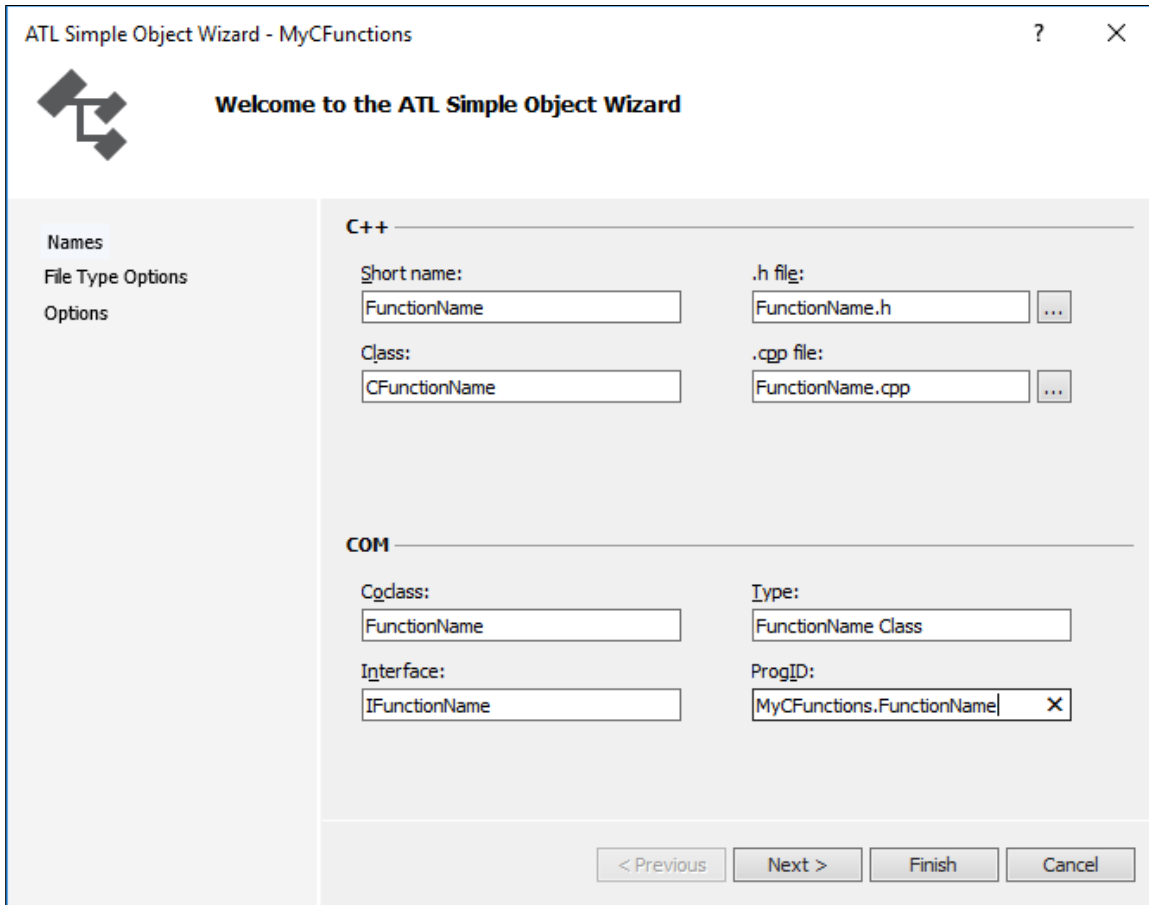 ATL Simple Object Wizard - MyCFunctions
?
Welcome to the ATL Simple Object Wizard
Names
File Type Options
Options
C++
Short name:
.h file:
FunctionName
FunctionName.h
...
Class:
.cpp file:
CFunctionName
FunctionName.cpp
...
COM
Coclass:
Type:
FunctionName
FunctionName Class
Interface:
ProgID:
IFunctionName
MyCFunctions.FunctionName
< Previous
Next >
Finish
Cancel